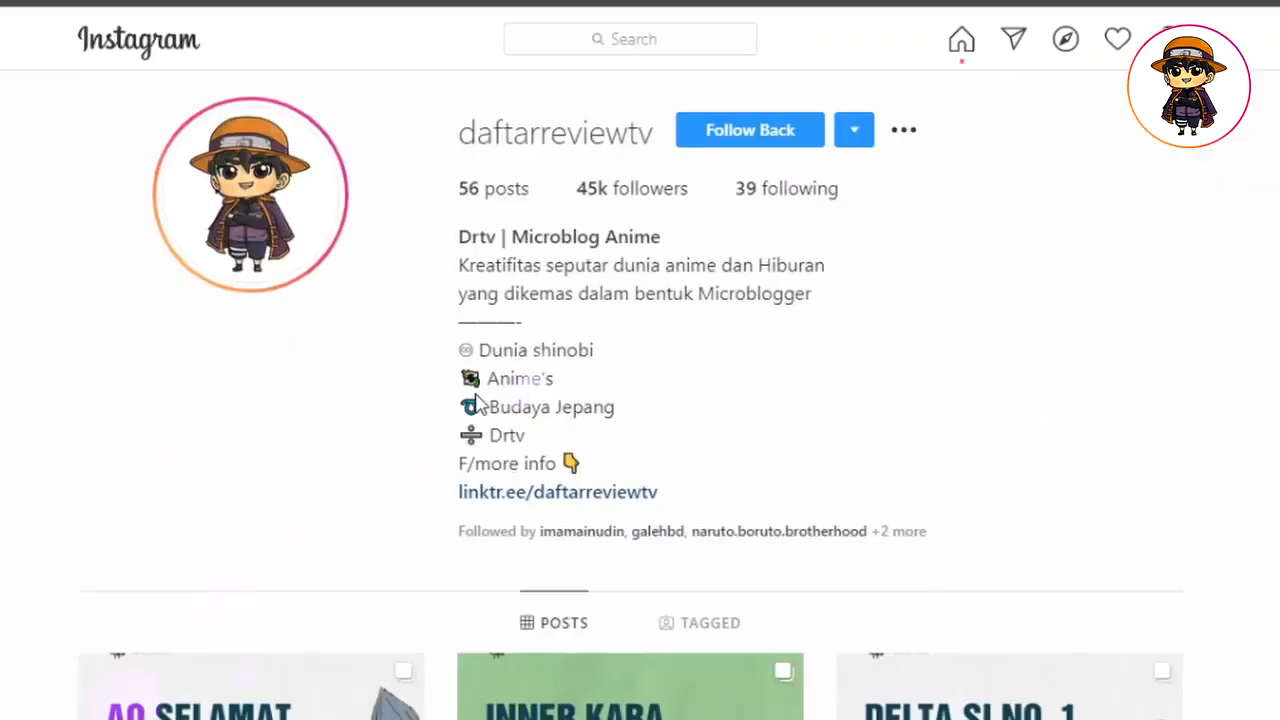 Instagram
Search
daftarreviewtv
Follow Back
56 posts
45k followers
39 following
Drtv | Microblog Anime
Kreatifitas seputar dunia anime dan Hiburan
yang dikemas dalam bentuk Microblogger
————-
♾ Dunia shinobi
Anime's
Budaya Jepang
➗ Drtv
F/more info 👇
linktr.ee/daftarreviewtv
Followed by imamainudin, galehbd, naruto.boruto.brotherhood +2 more
POSTS
TAGGED
AO SELAMAT
INNER KARA
DELTA SI NO. 1